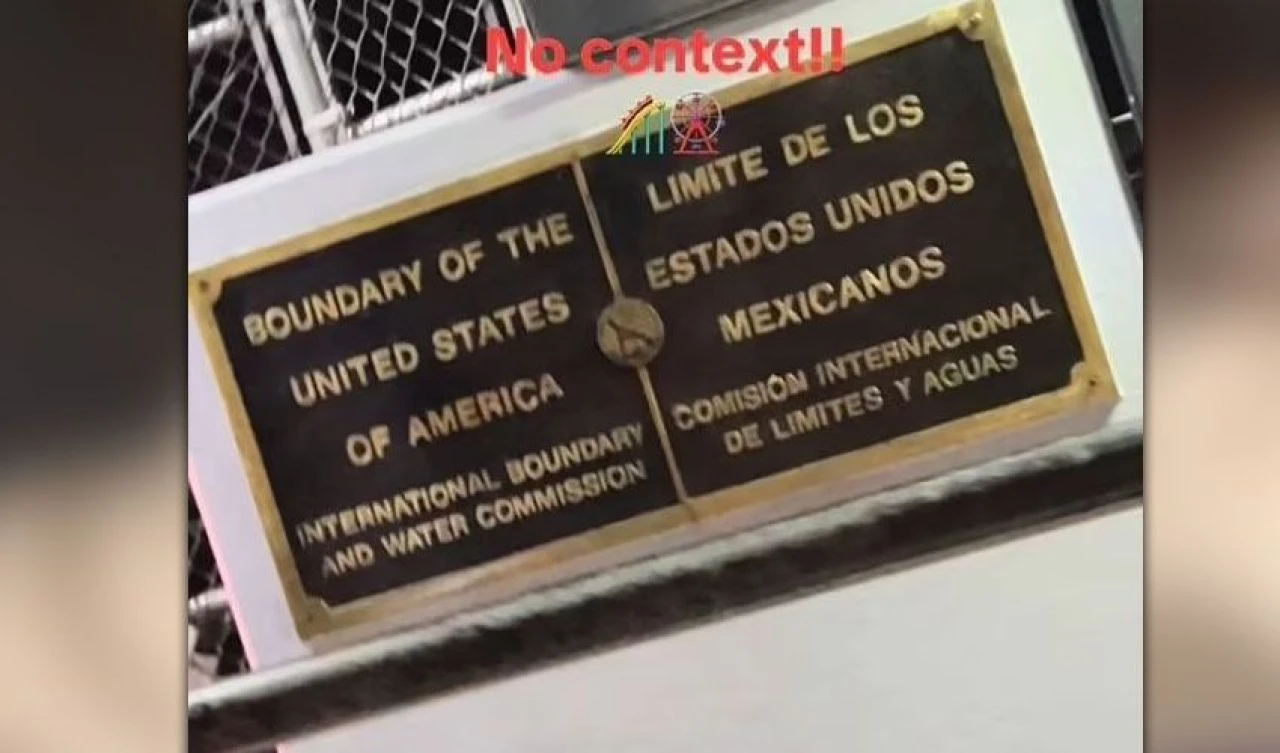 No context!!
BOUNDARY OF THE
UNITED STATES
OF AMERICA
INTERNATIONAL BOUNDARY
AND WATER COMMISSION
LIMITE DE LOS
ESTADOS UNIDOS
MEXICANOS
COMISIÓN INTERNACIONAL
DE LIMITES Y AGUAS